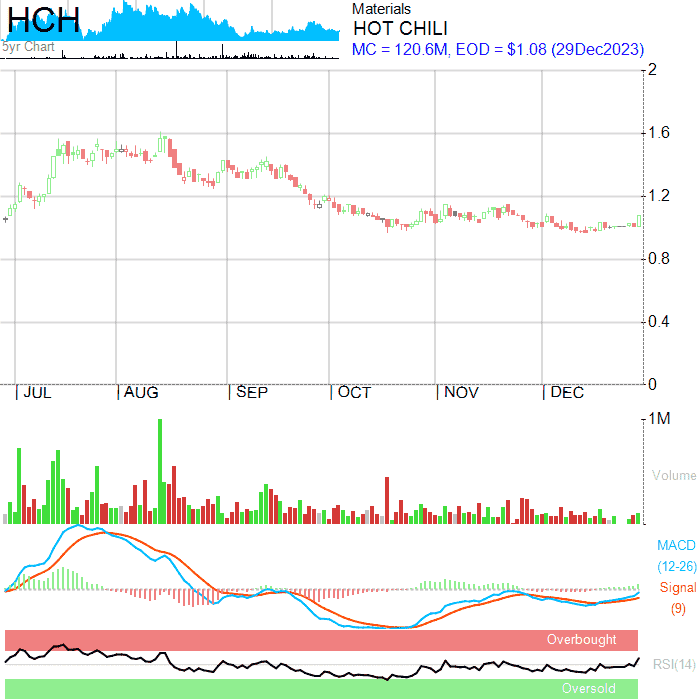 HCH
5yr Chart
Materials
HOT CHILI
MC = 120.6M, EOD = $1.08 (29Dec2023)
2
1.6
1.2
0.8
0.4
0
JUL AUG SEP OCT NOV DEC
1M
Volume
MACD
(12-26)
Signal
(9)
Overbought
RSI(14)
Oversold